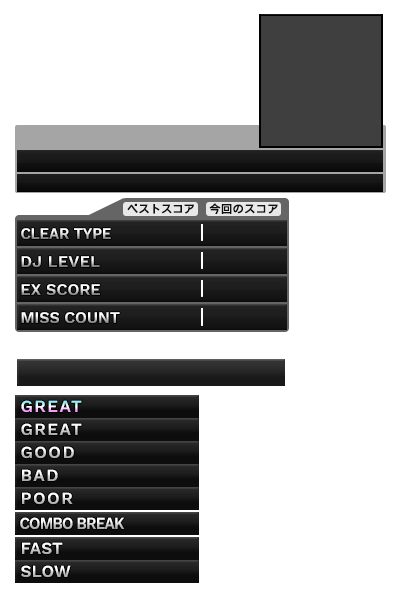 ベストスコア 今回のスコア
CLEAR TYPE
DJ LEVEL
EX SCORE
MISS COUNT
GREAT
GREAT
GOOD
BAD
POOR
COMBO BREAK
FAST
SLOW